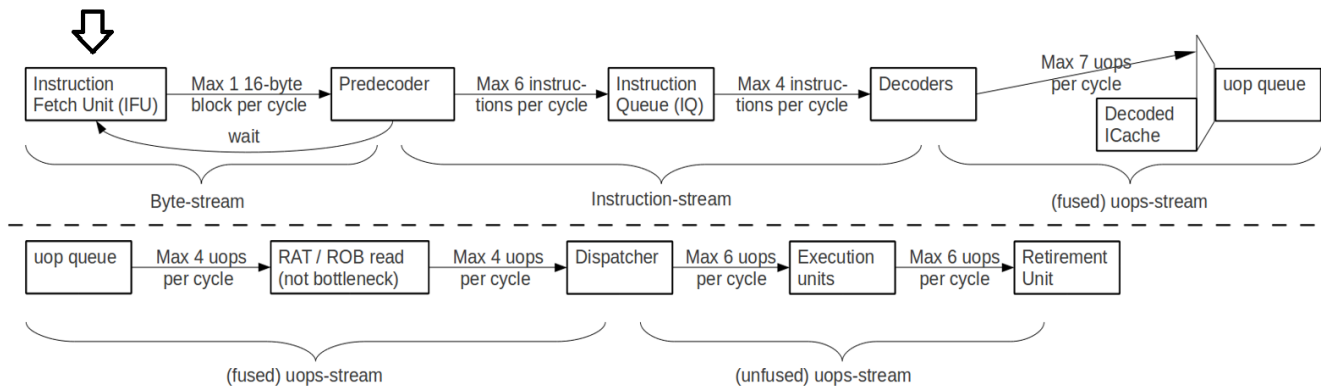 Instruction
Fetch Unit (IFU)
Max 1 16-byte
block per cycle
wait
Predecoder
Max 6 instruc-
tions per cycle
Instruction
Queue (IQ)
Max 4 instruc-
tions per cycle
Decoders
Max 7 uops
per cycle
Decoded
ICache
uop queue
Byte-stream
Instruction-stream
(fused) uops-stream
uop queue
Max 4 uops
per cycle
RAT / ROB read
(not bottleneck)
Max 4 uops
per cycle
Dispatcher
Max 6 uops
per cycle
Execution
units
Max 6 uops
per cycle
Retirement
Unit
(fused) uops-stream
(unfused) uops-stream